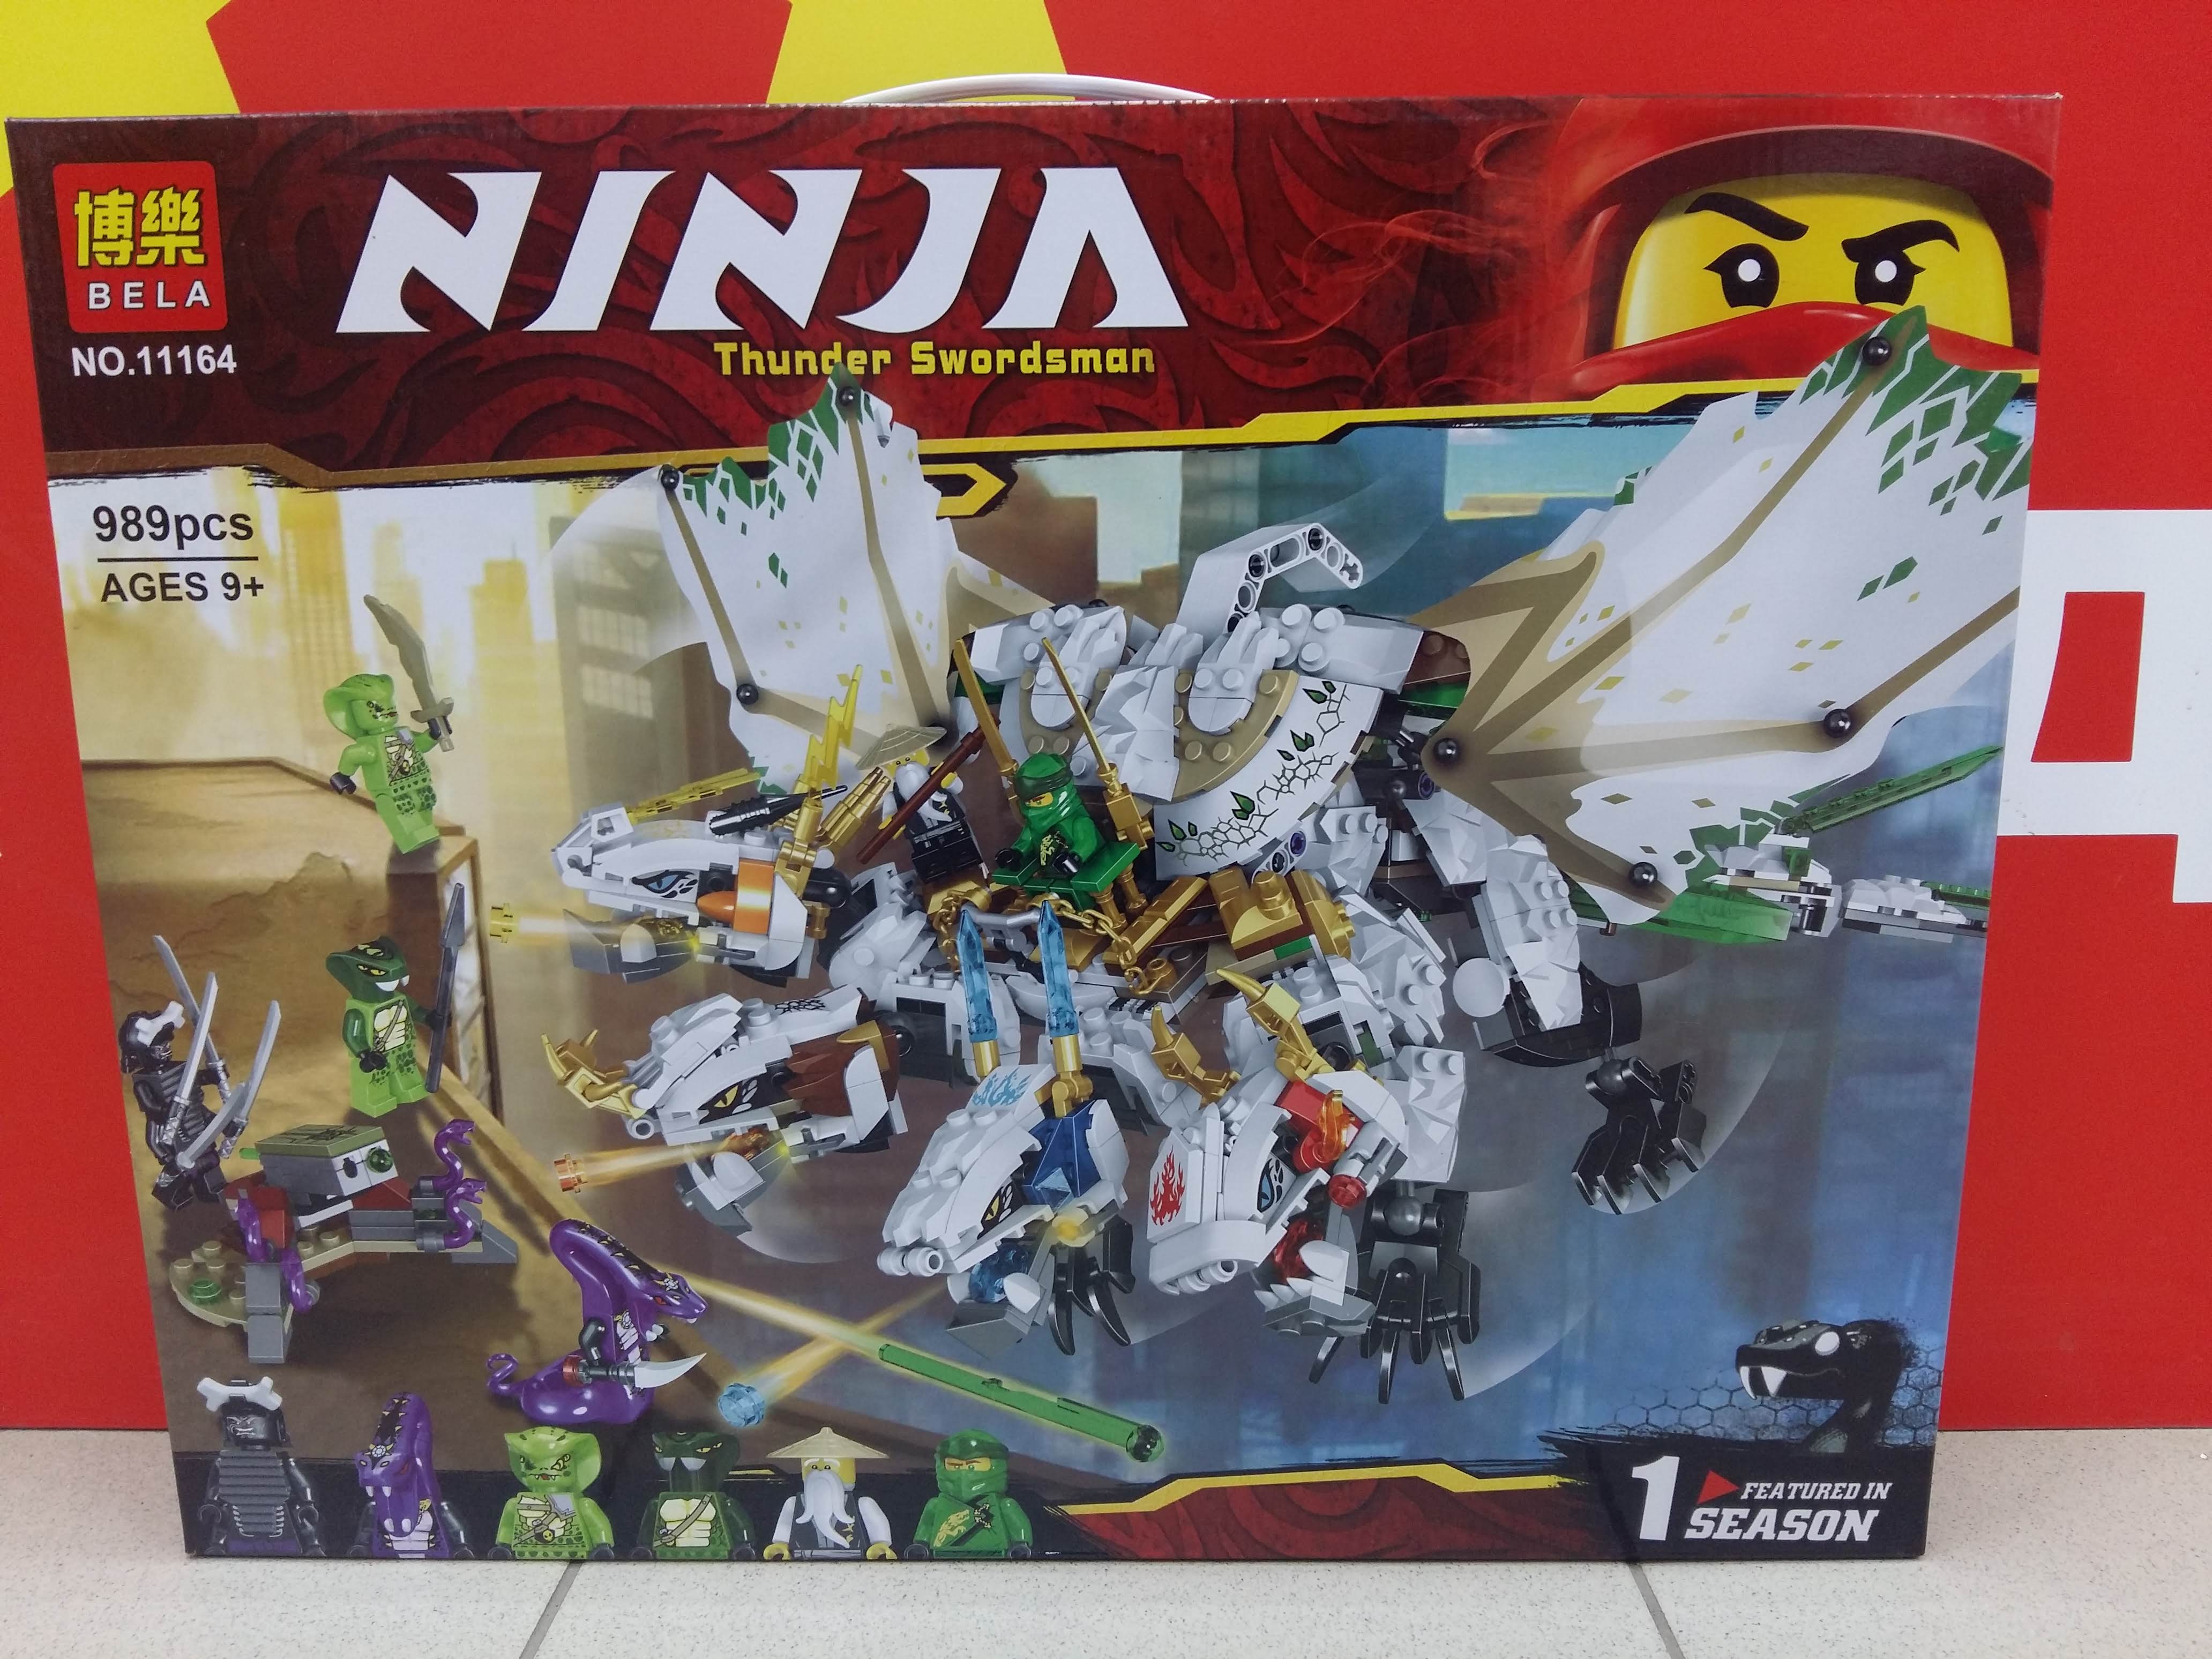 博樂
BELA
NO.11164
NINJA
Thunder Swordsman
989pcs
AGES 9+
1 FEATURED IN
SEASON
Д